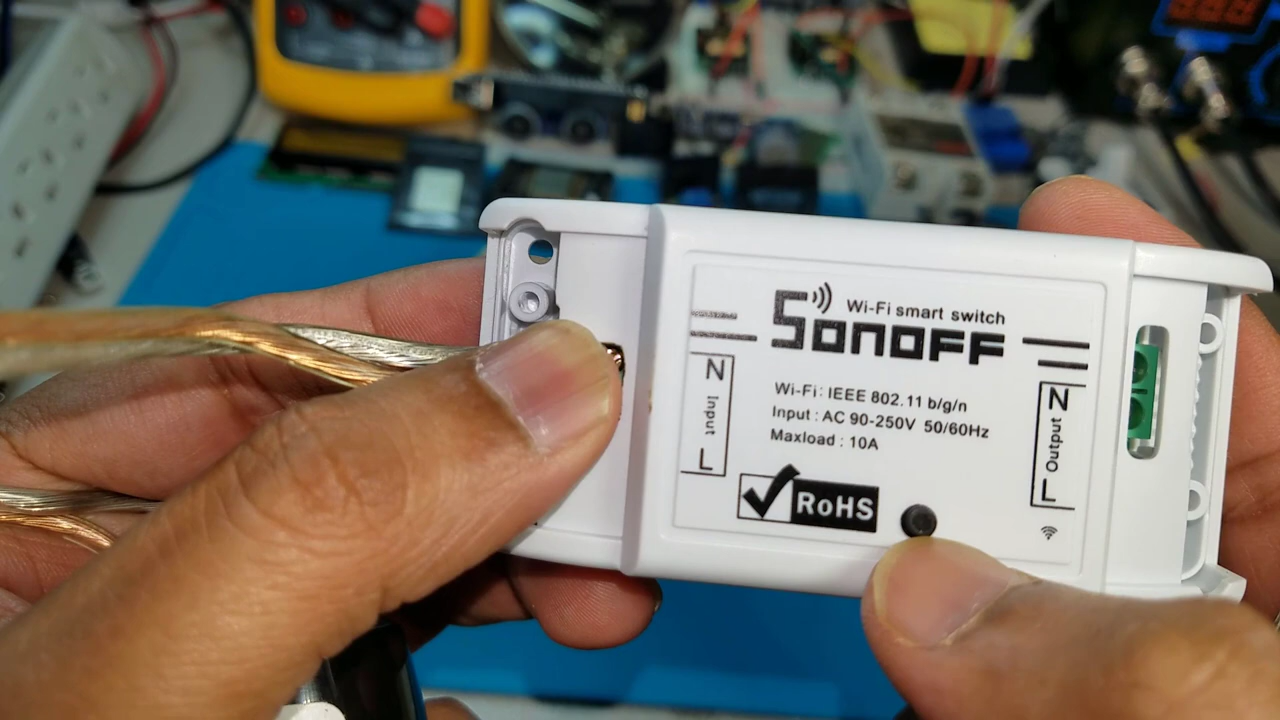 Wi-Fi smart switch
SONOFF
Wi-Fi: IEEE 802.11 b/g/n
Input : AC 90-250V 50/60Hz
Maxload : 10A
N
Input
L
N
Output
L
RoHS